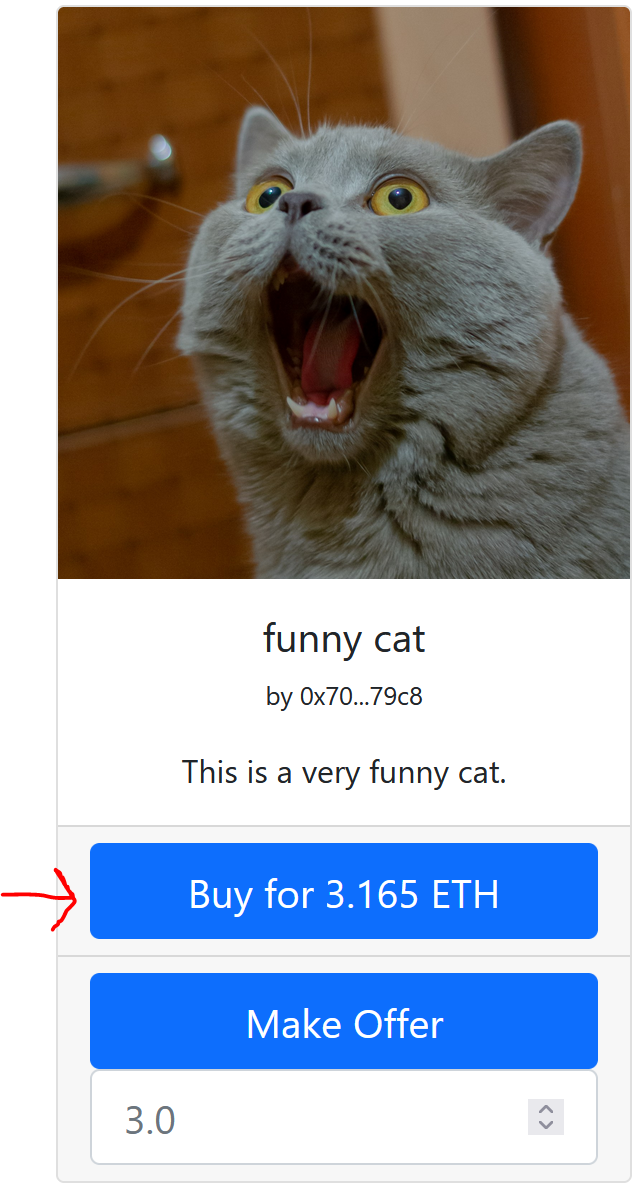 funny cat
by 0x70...79c8
This is a very funny cat.
Buy for 3.165 ETH
Make Offer
3.0